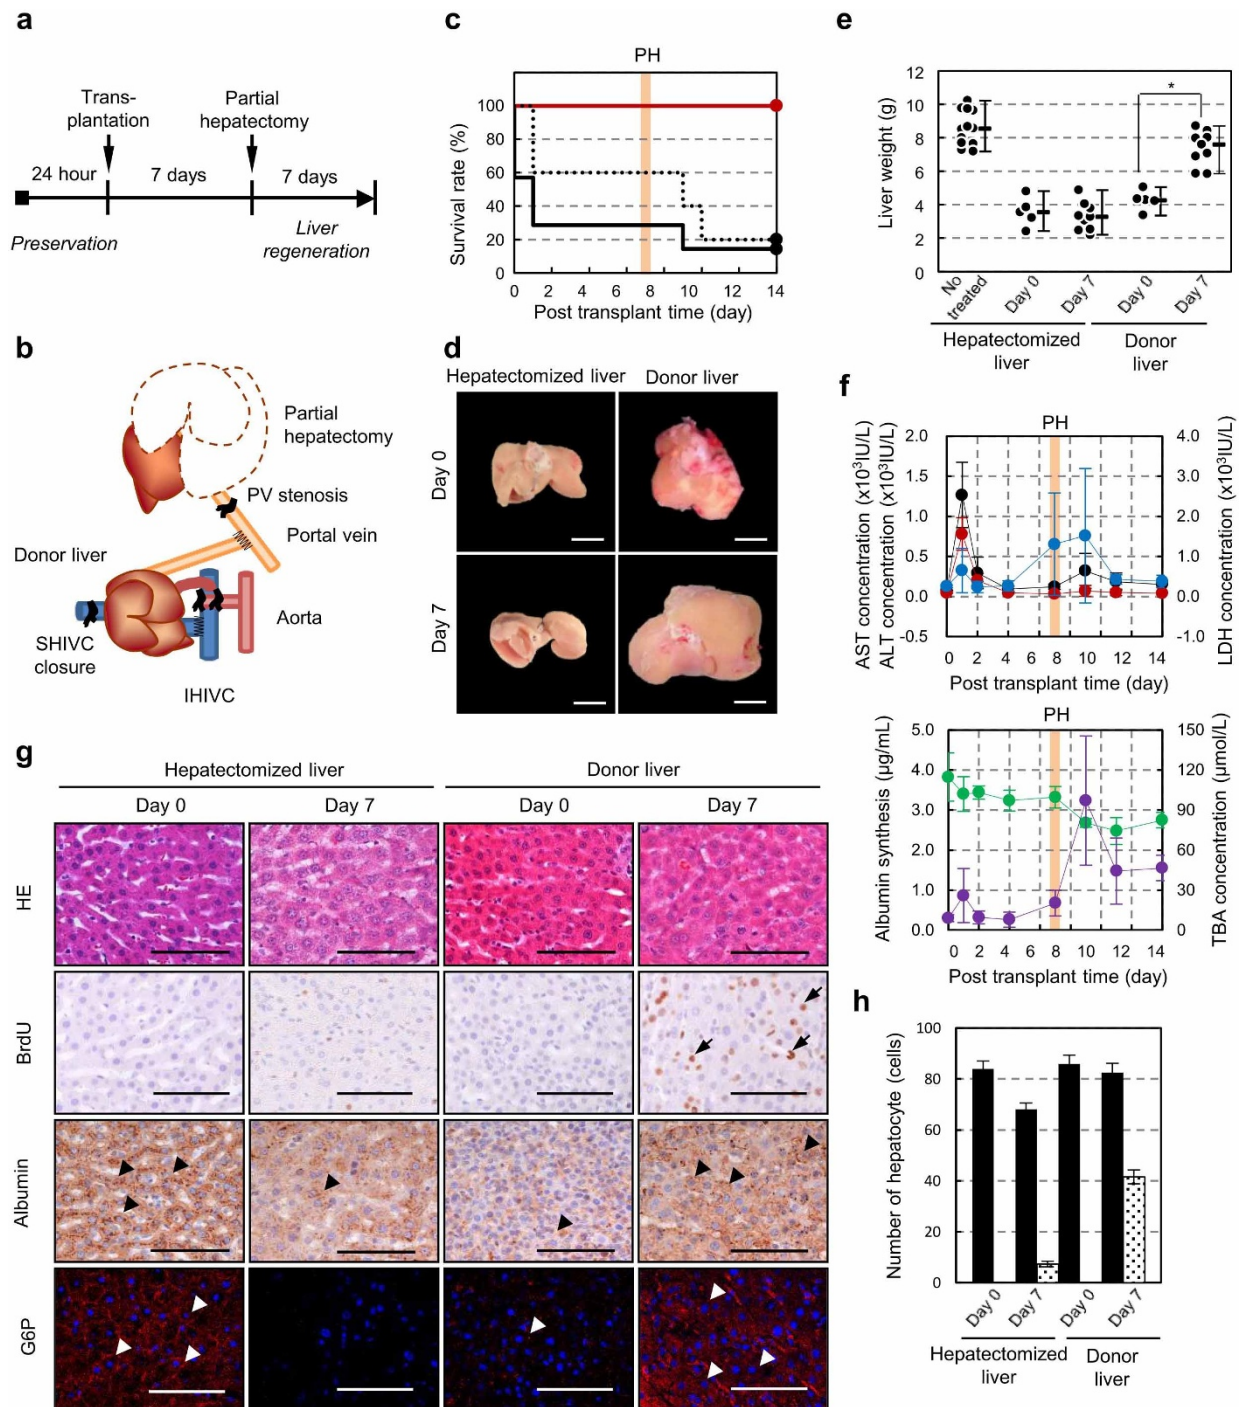 a
Trans-
plantation
Partial
hepatectomy
24 hour
7 days
7 days
Preservation
Liver
regeneration
b
Partial
hepatectomy
PV stenosis
Portal vein
Donor liver
Aorta
SHIVC
closure
IHIVC
c
PH
Survival rate (%)
100
80
60
40
20
0
0 2 4 6 8 10 12 14
Post transplant time (day)
d
Hepatectomized liver Donor liver
Day 0
Day 7
e
Liver weight (g)
12
10
8
6
4
2
0
*
No
treated
Day 0
Day 7
Day 0
Day 7
Hepatectomized
liver
Donor
liver
f
PH
AST concentration (x10³IU/L)
ALT concentration (x10³IU/L)
2.0
1.5
1.0
0.5
0.0
-0.5
4.0
3.0
2.0
1.0
0.0
-1.0
LDH concentration (x10³IU/L)
0 2 4 6 8 10 12 14
Post transplant time (day)
PH
Albumin synthesis (μg/mL)
5.0
4.0
3.0
2.0
1.0
0.0
150
120
90
60
30
0
TBA concentration (μmol/L)
0 2 4 6 8 10 12 14
Post transplant time (day)
g
Hepatectomized liver Donor liver
Day 0 Day 7 Day 0 Day 7
HE
BrdU
Albumin
G6P
h
Number of hepatocyte (cells)
100
80
60
40
20
0
Day 0
Day 7
Day 0
Day 7
Hepatectomized
liver
Donor
liver